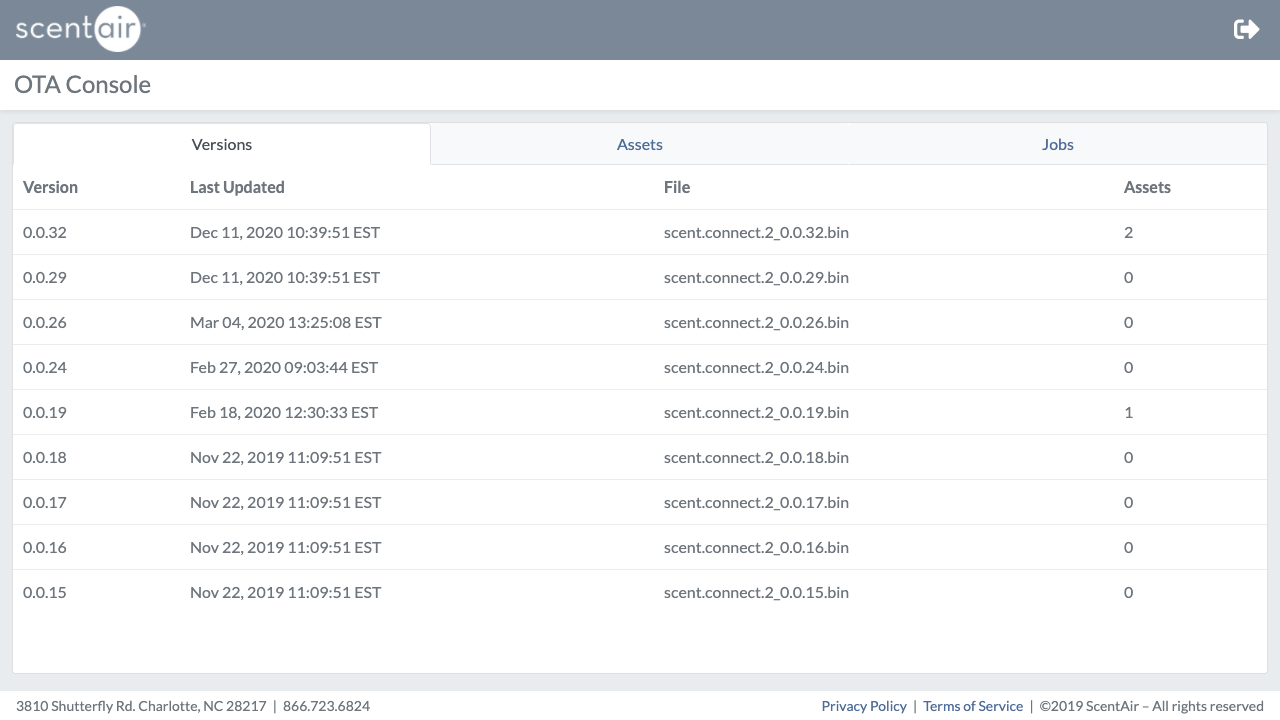 scentair
OTA Console
Versions Assets Jobs
Version Last Updated File Assets
0.0.32 Dec 11, 2020 10:39:51 EST scent.connect.2_0.0.32.bin 2
0.0.29 Dec 11, 2020 10:39:51 EST scent.connect.2_0.0.29.bin 0
0.0.26 Mar 04, 2020 13:25:08 EST scent.connect.2_0.0.26.bin 0
0.0.24 Feb 27, 2020 09:03:44 EST scent.connect.2_0.0.24.bin 0
0.0.19 Feb 18, 2020 12:30:33 EST scent.connect.2_0.0.19.bin 1
0.0.18 Nov 22, 2019 11:09:51 EST scent.connect.2_0.0.18.bin 0
0.0.17 Nov 22, 2019 11:09:51 EST scent.connect.2_0.0.17.bin 0
0.0.16 Nov 22, 2019 11:09:51 EST scent.connect.2_0.0.16.bin 0
0.0.15 Nov 22, 2019 11:09:51 EST scent.connect.2_0.0.15.bin 0
3810 Shutterfly Rd. Charlotte, NC 28217 | 866.723.6824 Privacy Policy | Terms of Service | ©2019 ScentAir – All rights reserved